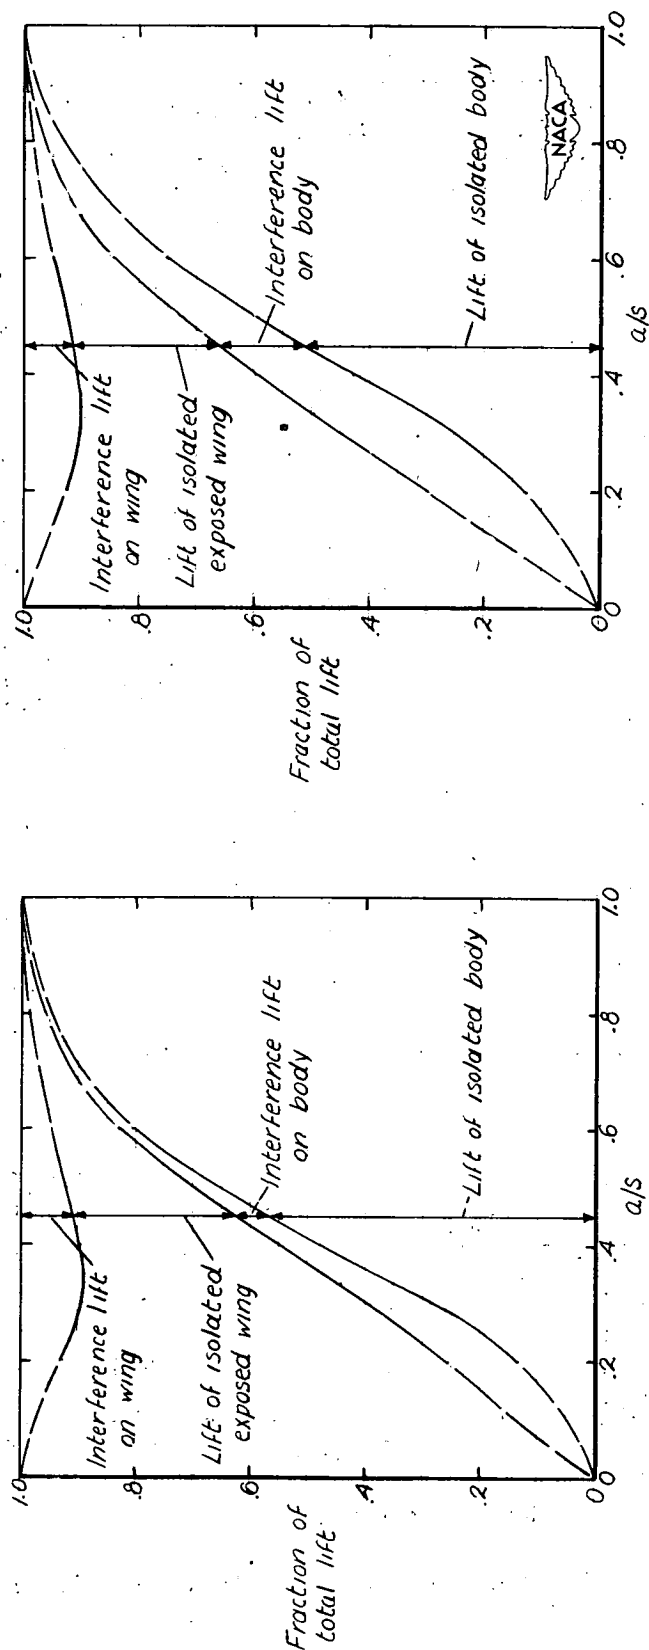 1.0
Interference lift
on wing
.8
Lift of isolated
exposed wing
.6
Fraction of
total lift
Interference lift
on body
.4
Lift of isolated body
.2
0
0 .2 .4 .6 .8 1.0
a/s
1.0
Interference lift
on wing
.8
Lift of isolated
exposed wing
.6
Fraction of
total lift
Interference lift
on body
.4
Lift of isolated body
.2
NACA
0
0 .2 .4 .6 .8 1.0
a/s